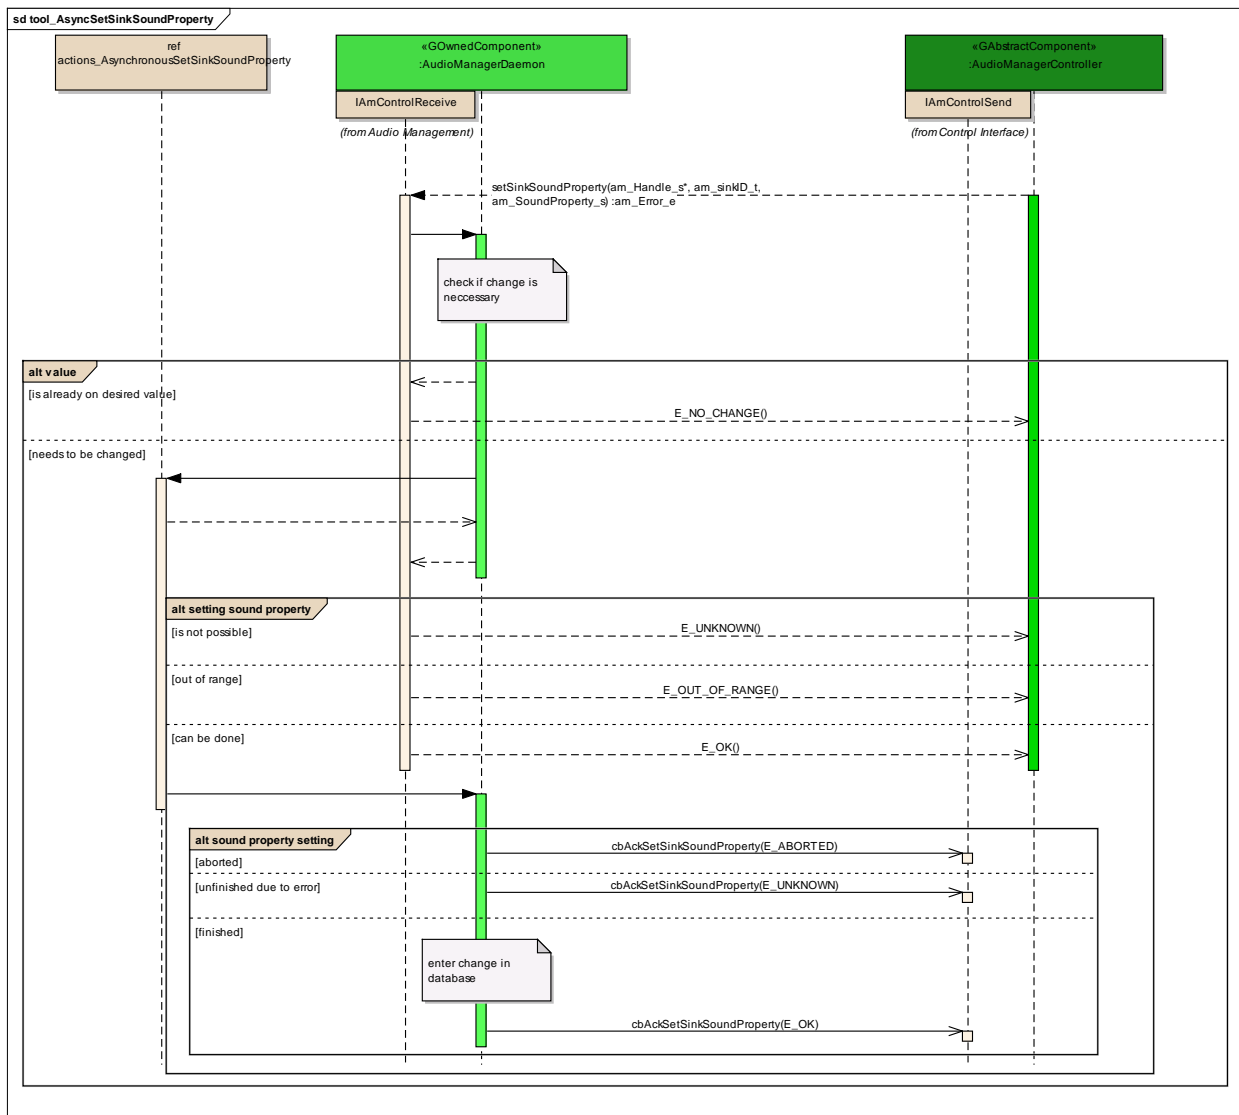 sd tool_AsyncSetSinkSoundProperty
ref
actions_AsynchronousSetSinkSoundProperty
«GOwnedComponent»
:AudioManagerDaemon
«GAbstractComponent»
:AudioManagerController
IAmControlReceive
IAmControlSend
(from Audio Management)
(from Control Interface)
setSinkSoundProperty(am_Handle_s*, am_sinkID_t,
am_SoundProperty_s) :am_Error_e
check if change is
neccessary
alt value
[is already on desired value]
E_NO_CHANGE()
[needs to be changed]
alt setting sound property
[is not possible]
E_UNKNOWN()
[out of range]
E_OUT_OF_RANGE()
[can be done]
E_OK()
alt sound property setting
cbAckSetSinkSoundProperty(E_ABORTED)
[aborted]
cbAckSetSinkSoundProperty(E_UNKNOWN)
[unfinished due to error]
[finished]
enter change in
database
cbAckSetSinkSoundProperty(E_OK)